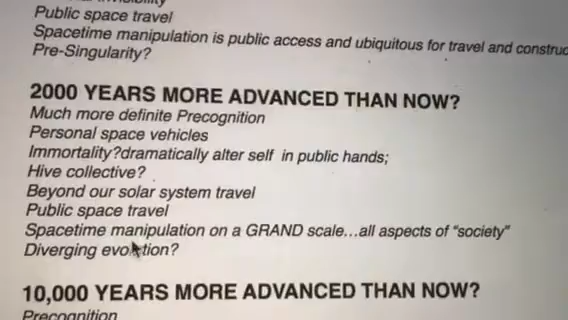 Public space travel
Spacetime manipulation is public access and ubiquitous for travel and
Pre-Singularity?
2000 YEARS MORE ADVANCED THAN NOW?
Much more definite Precognition
Personal space vehicles
Immortality?dramatically alter self in public hands;
Hive collective?
Beyond our solar system travel
Public space travel
Spacetime manipulation on a GRAND scale...all aspects of "society"
Diverging evolution?
10,000 YEARS MORE ADVANCED THAN NOW?
Precognition